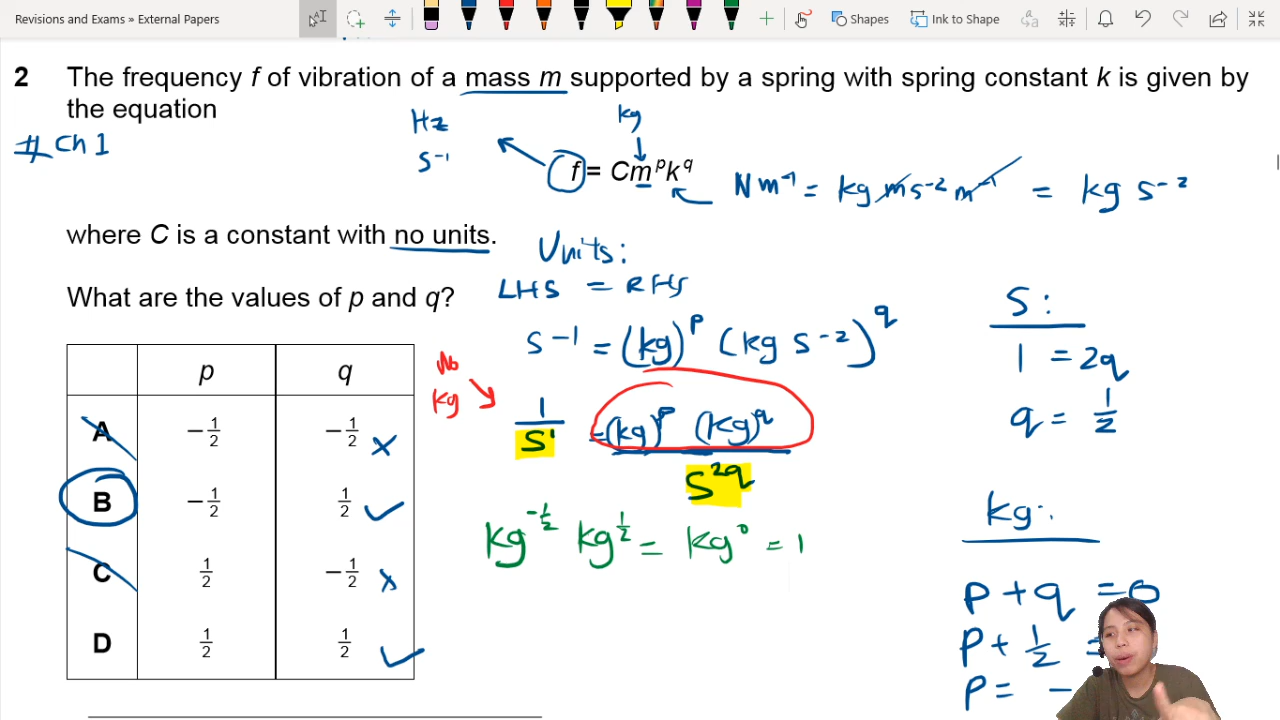 Revisions and Exams » External Papers
Shapes
Ink to Shape
2 The frequency f of vibration of a mass m supported by a spring with spring constant k is given by
the equation
# Ch 1
Hz
s⁻¹
kg
f = Cmᵖkq
N m⁻¹ = kg m s⁻² m⁻¹ = kg s⁻²
where C is a constant with no units.
Units:
LHS = RHS
What are the values of p and q?
s⁻¹ = (kg)ᵖ (kg s⁻²)^q
No
kg
1/s¹ = (kg)ᵖ (kg)^q / s^2q
kg^-1/2 kg^1/2 = kg⁰ = 1
s:
1 = 2q
q = 1/2
kg:
p + q = 0
p + 1/2 =
p = -
p q
A -1/2 -1/2 ×
B -1/2 1/2 ✓
C 1/2 -1/2 ×
D 1/2 1/2 ✓